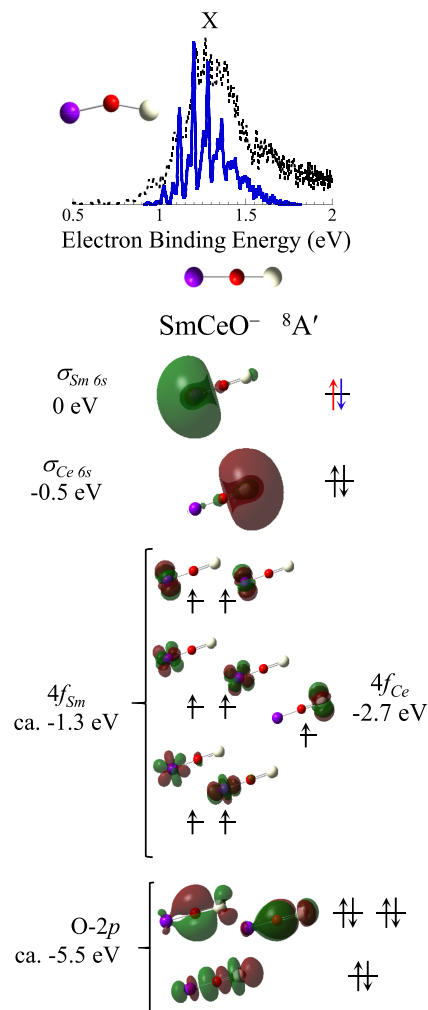 X
0.5 1 1.5 2
Electron Binding Energy (eV)
SmCeO⁻ ⁸A′
σSm 6s
0 eV
σCe 6s
-0.5 eV
4fSm
ca. -1.3 eV
4fCe
-2.7 eV
O-2p
ca. -5.5 eV